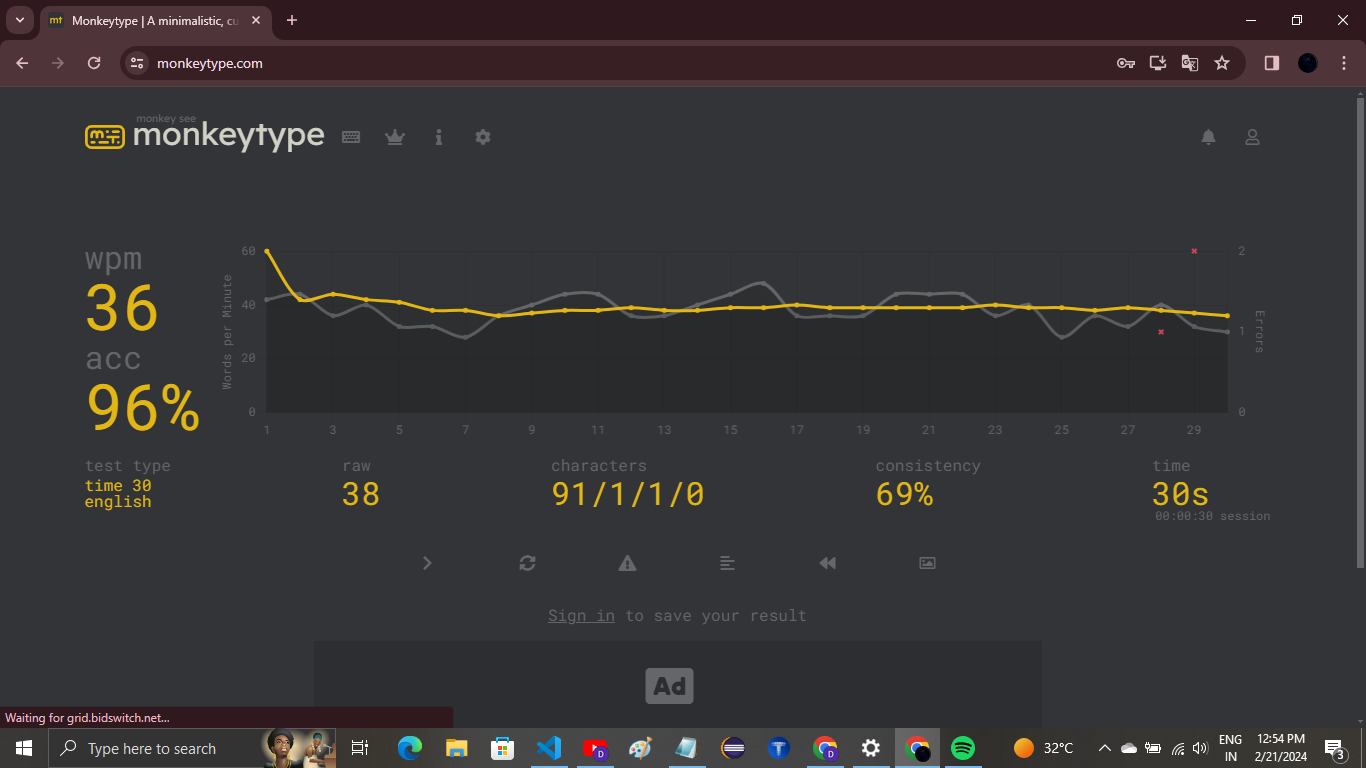 mt Monkeytype | A minimalistic, cu
monkeytype.com
monkey see
monkeytype
wpm
36
acc
96%
Words per Minute
60
40
20
0
2
1
0
Errors
1 3 5 7 9 11 13 15 17 19 21 23 25 27 29
test type
time 30
english
raw
38
characters
91/1/1/0
consistency
69%
time
30s
00:00:30 session
Sign in to save your result
Ad
Waiting for grid.bidswitch.net...
Type here to search
D
T
D
32°C
ENG
IN
12:54 PM
2/21/2024
3